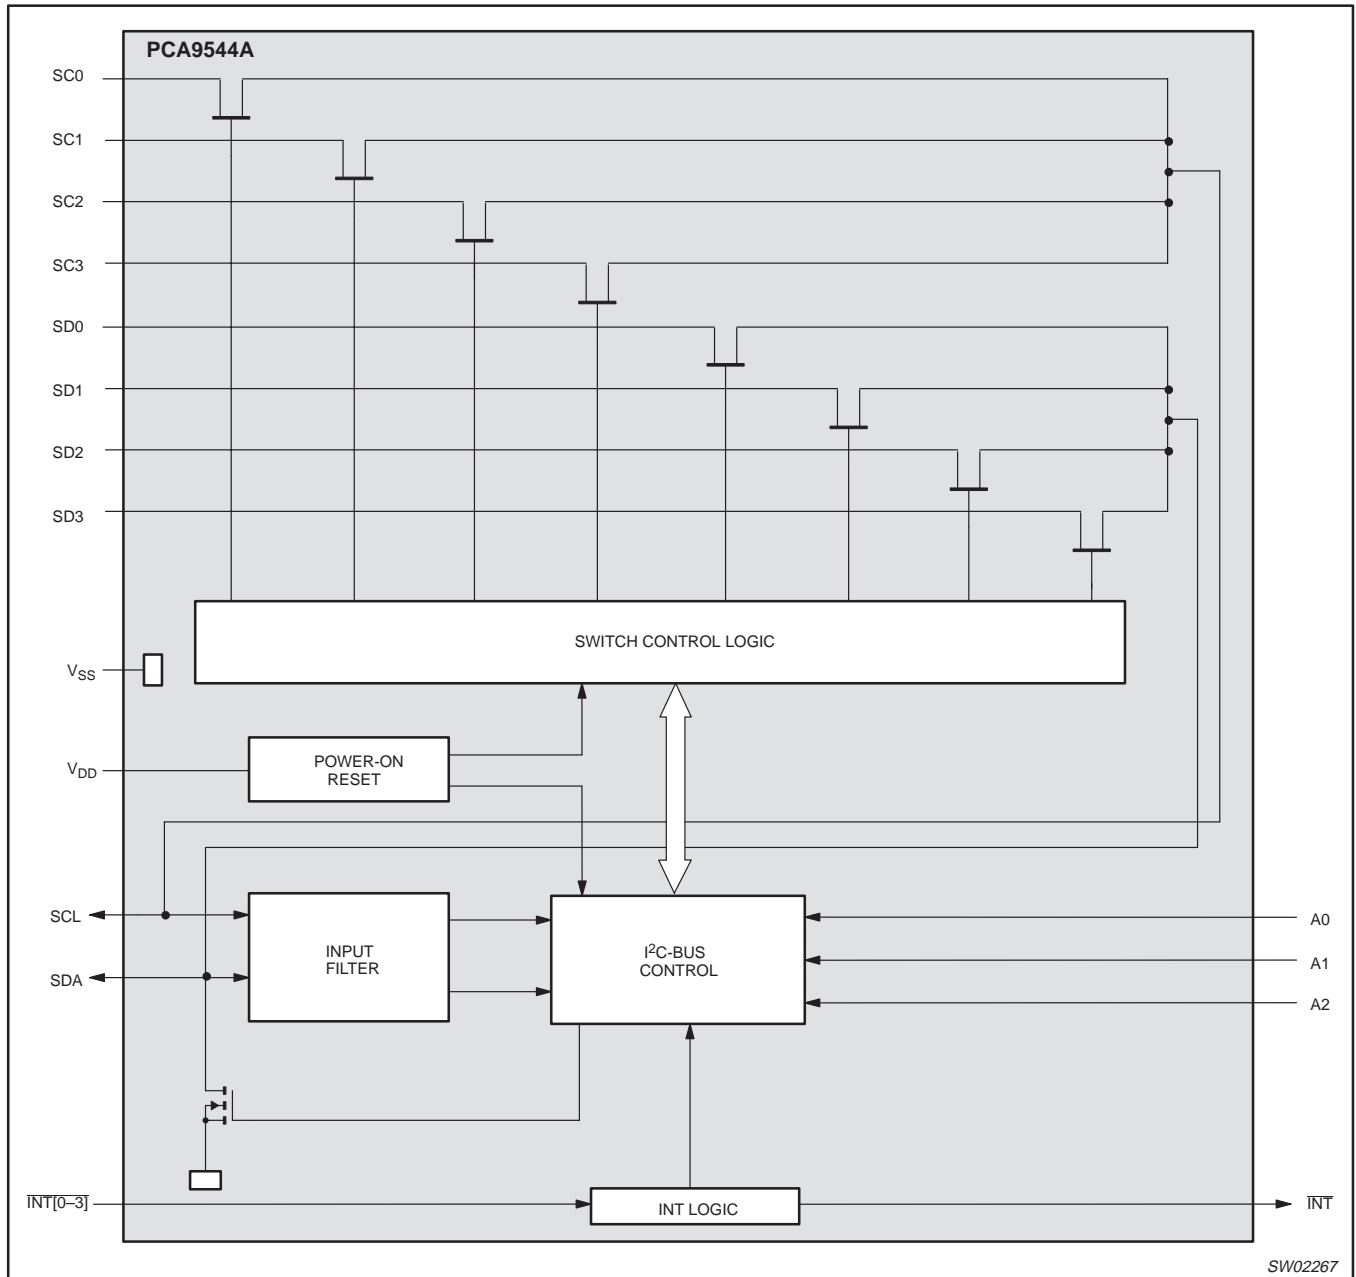 PCA9544A
SC0
SC1
SC2
SC3
SD0
SD1
SD2
SD3
SWITCH CONTROL LOGIC
VSS
POWER-ON
RESET
VDD
SCL
SDA
INPUT
FILTER
I²C-BUS
CONTROL
A0
A1
A2
INT[0–3]
INT LOGIC
INT
SW02267